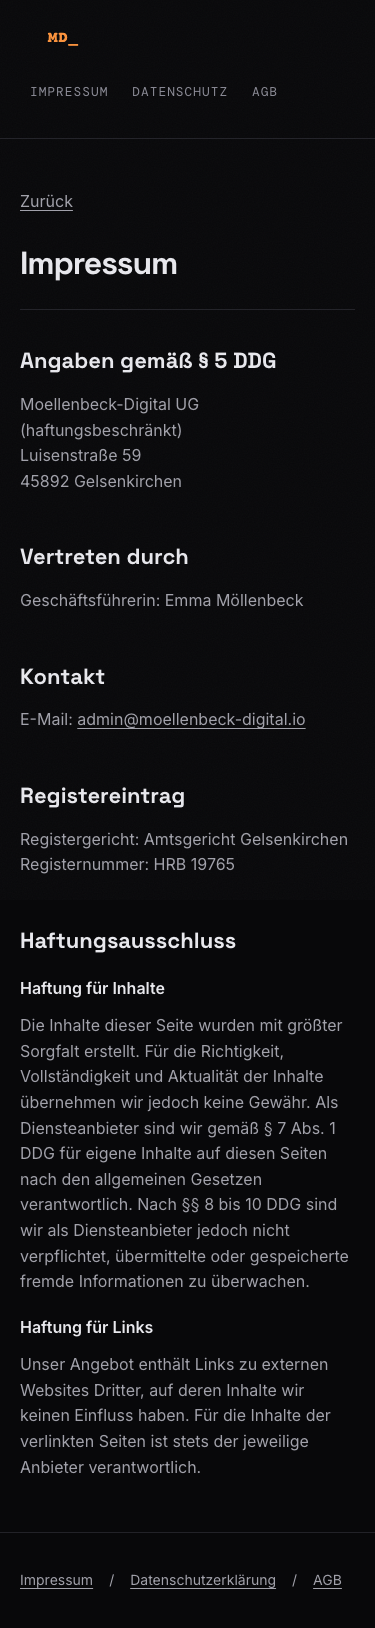 MD_
IMPRESSUM DATENSCHUTZ AGB
Zurück
Impressum
Angaben gemäß § 5 DDG
Moellenbeck-Digital UG
(haftungsbeschränkt)
Luisenstraße 59
45892 Gelsenkirchen
Vertreten durch
Geschäftsführerin: Emma Möllenbeck
Kontakt
E-Mail: admin@moellenbeck-digital.io
Registereintrag
Registergericht: Amtsgericht Gelsenkirchen
Registernummer: HRB 19765
Haftungsausschluss
Haftung für Inhalte
Die Inhalte dieser Seite wurden mit größter
Sorgfalt erstellt. Für die Richtigkeit,
Vollständigkeit und Aktualität der Inhalte
übernehmen wir jedoch keine Gewähr. Als
Diensteanbieter sind wir gemäß § 7 Abs. 1
DDG für eigene Inhalte auf diesen Seiten
nach den allgemeinen Gesetzen
verantwortlich. Nach §§ 8 bis 10 DDG sind
wir als Diensteanbieter jedoch nicht
verpflichtet, übermittelte oder gespeicherte
fremde Informationen zu überwachen.
Haftung für Links
Unser Angebot enthält Links zu externen
Websites Dritter, auf deren Inhalte wir
keinen Einfluss haben. Für die Inhalte der
verlinkten Seiten ist stets der jeweilige
Anbieter verantwortlich.
Impressum / Datenschutzerklärung / AGB